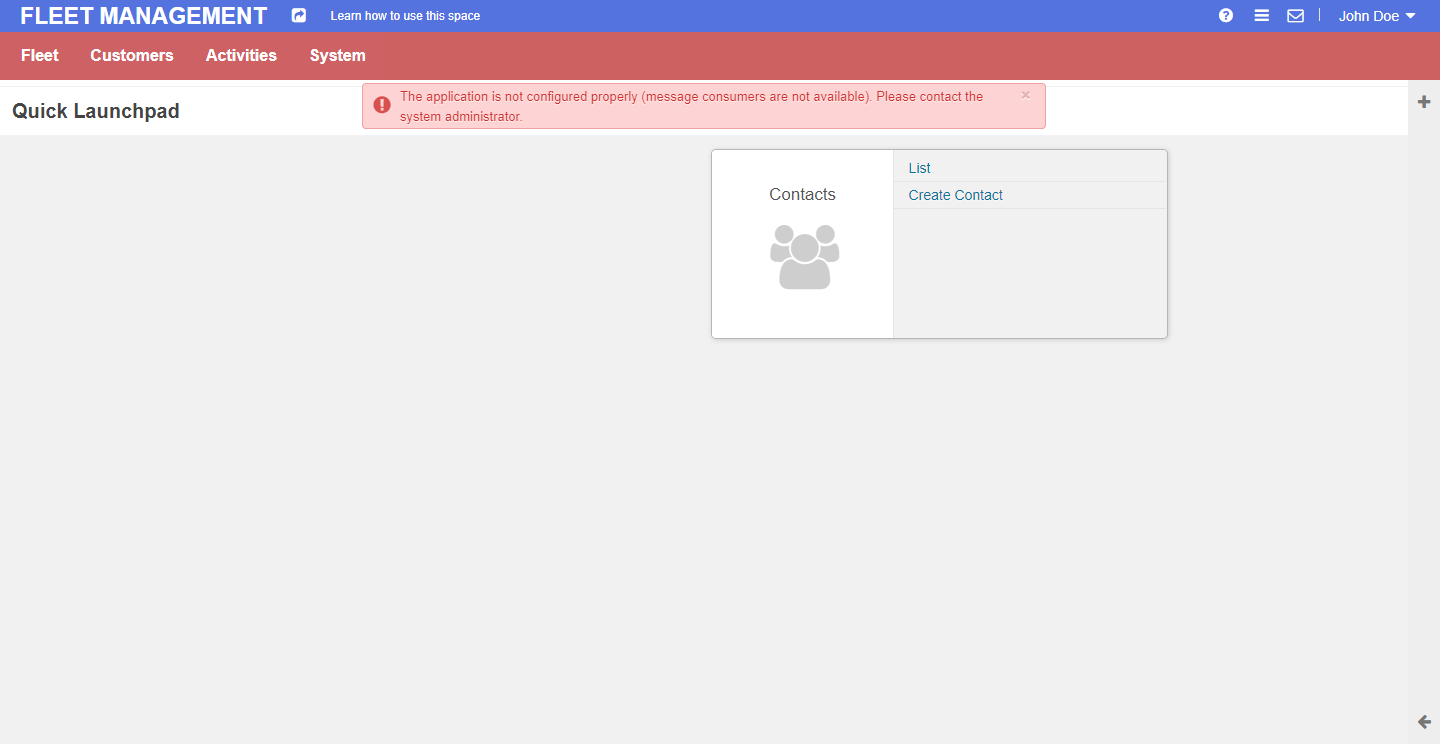 FLEET MANAGEMENT
Learn how to use this space
John Doe
Fleet
Customers
Activities
System
The application is not configured properly (message consumers are not available). Please contact the
system administrator.
×
Quick Launchpad
Contacts
List
Create Contact